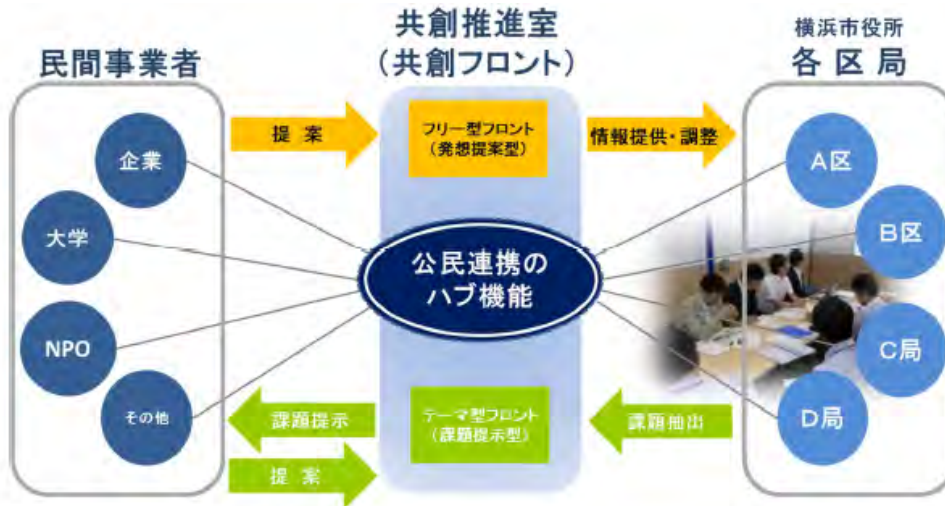 民間事業者
共創推進室
(共創フロント)
横浜市役所
各区局
提 案
フリー型フロント
(発想提案型)
情報提供・調整
企業
大学
NPO
その他
公民連携の
ハブ機能
A区
B区
C局
D局
課題提示
テーマ型フロント
(課題提示型)
課題抽出
提 案